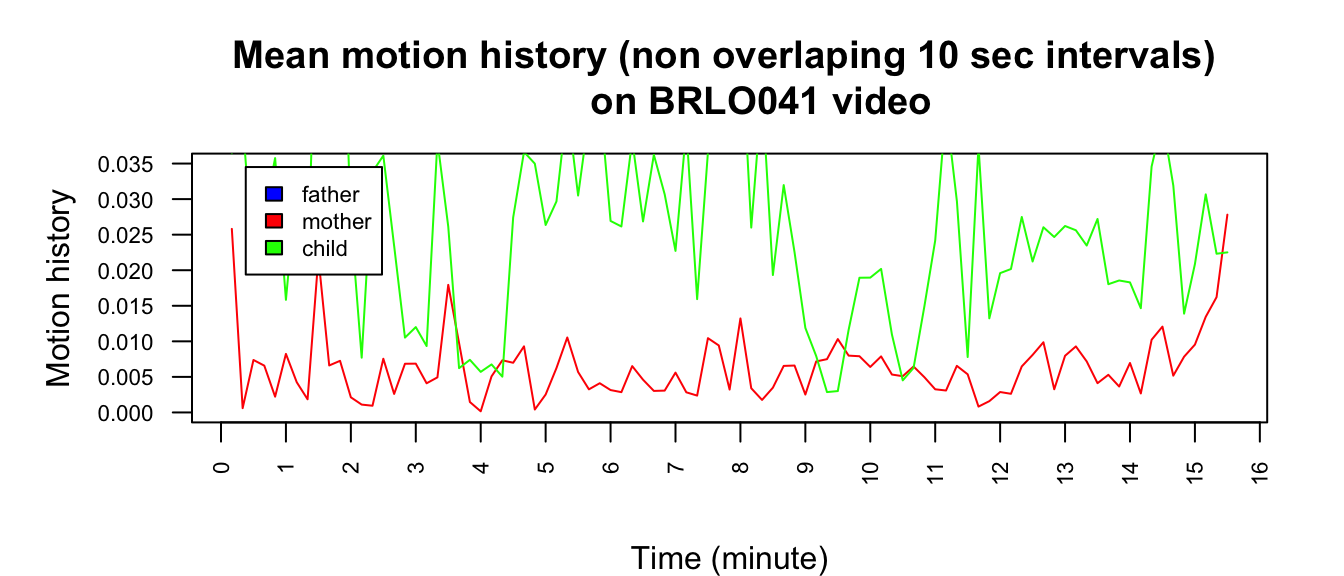 Mean motion history (non overlaping 10 sec intervals)
on BRLO041 video
Motion history
0.035
0.030
0.025
0.020
0.015
0.010
0.005
0.000
father
mother
child
0 1 2 3 4 5 6 7 8 9 10 11 12 13 14 15 16
Time (minute)